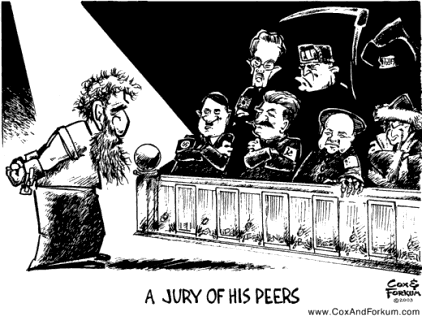 A JURY OF HIS PEERS
COX &
FORKUM
©2003
www.CoxAndForkum.com